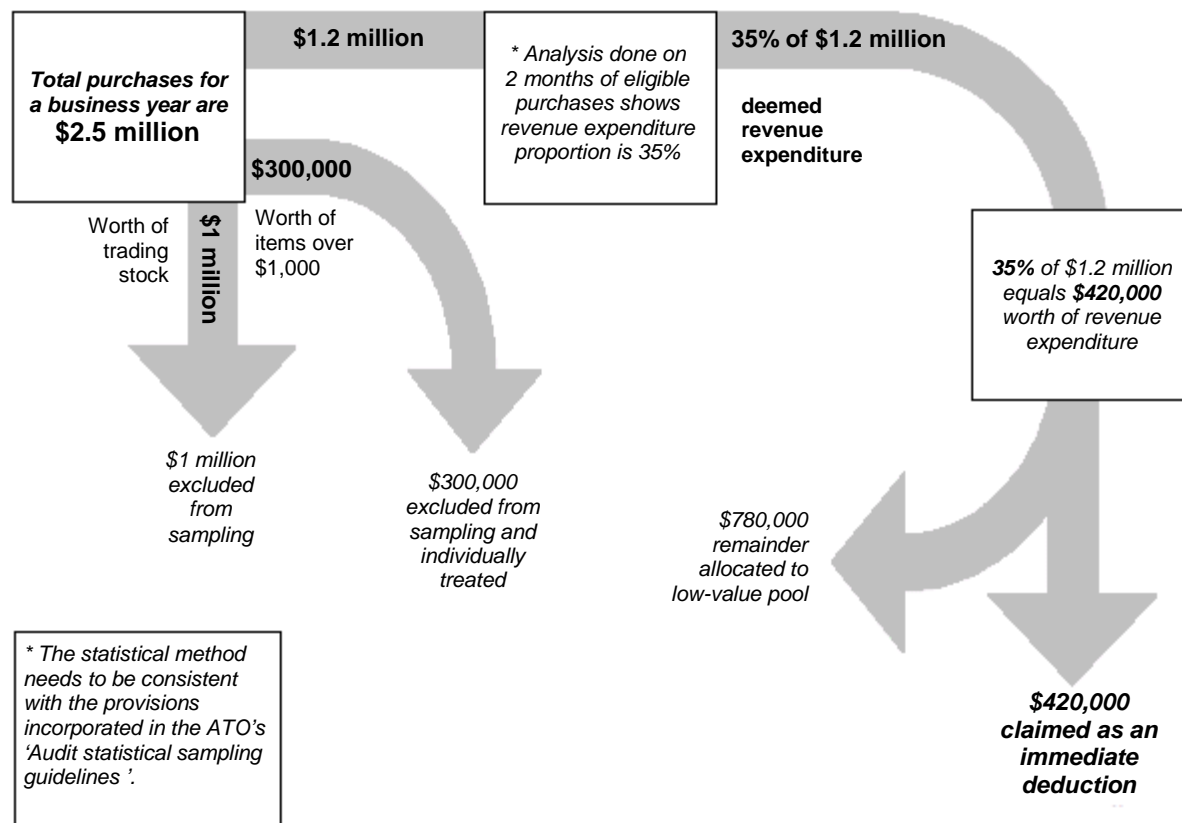 Total purchases for
a business year are
$2.5 million
$1.2 million
* Analysis done on
2 months of eligible
purchases shows
revenue expenditure
proportion is 35%
35% of $1.2 million
deemed
revenue
expenditure
$300,000
Worth of
items over
$1,000
Worth of
trading
stock
$1 million
35% of $1.2 million
equals $420,000
worth of revenue
expenditure
$1 million
excluded
from
sampling
$300,000
excluded from
sampling and
individually
treated
$780,000
remainder
allocated to
low-value pool
* The statistical method
needs to be consistent
with the provisions
incorporated in the ATO’s
‘Audit statistical sampling
guidelines ’.
$420,000
claimed as an
immediate
deduction